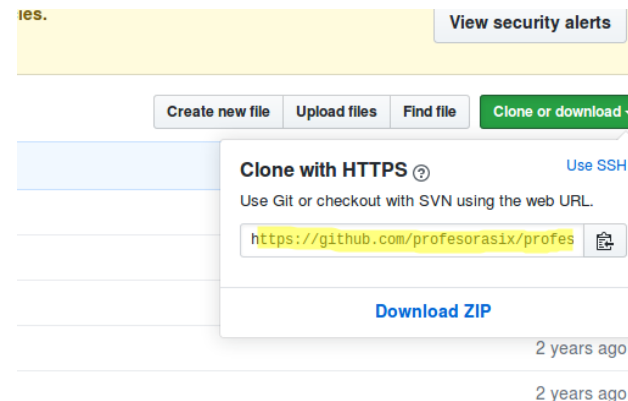 ies.
View security alerts
Create new file Upload files Find file Clone or download
Clone with HTTPS ? Use SSH
Use Git or checkout with SVN using the web URL.
https://github.com/profesorasix/profes
Download ZIP
2 years ago
2 years ago